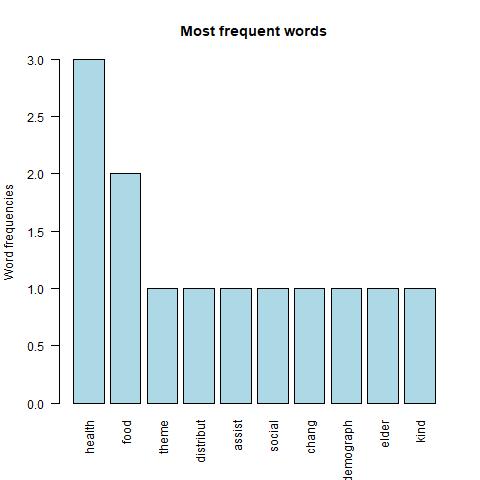 Most frequent words
Word frequencies
3.0
2.5
2.0
1.5
1.0
0.5
0.0
health
food
theme
distribut
assist
social
chang
demograph
elder
kind